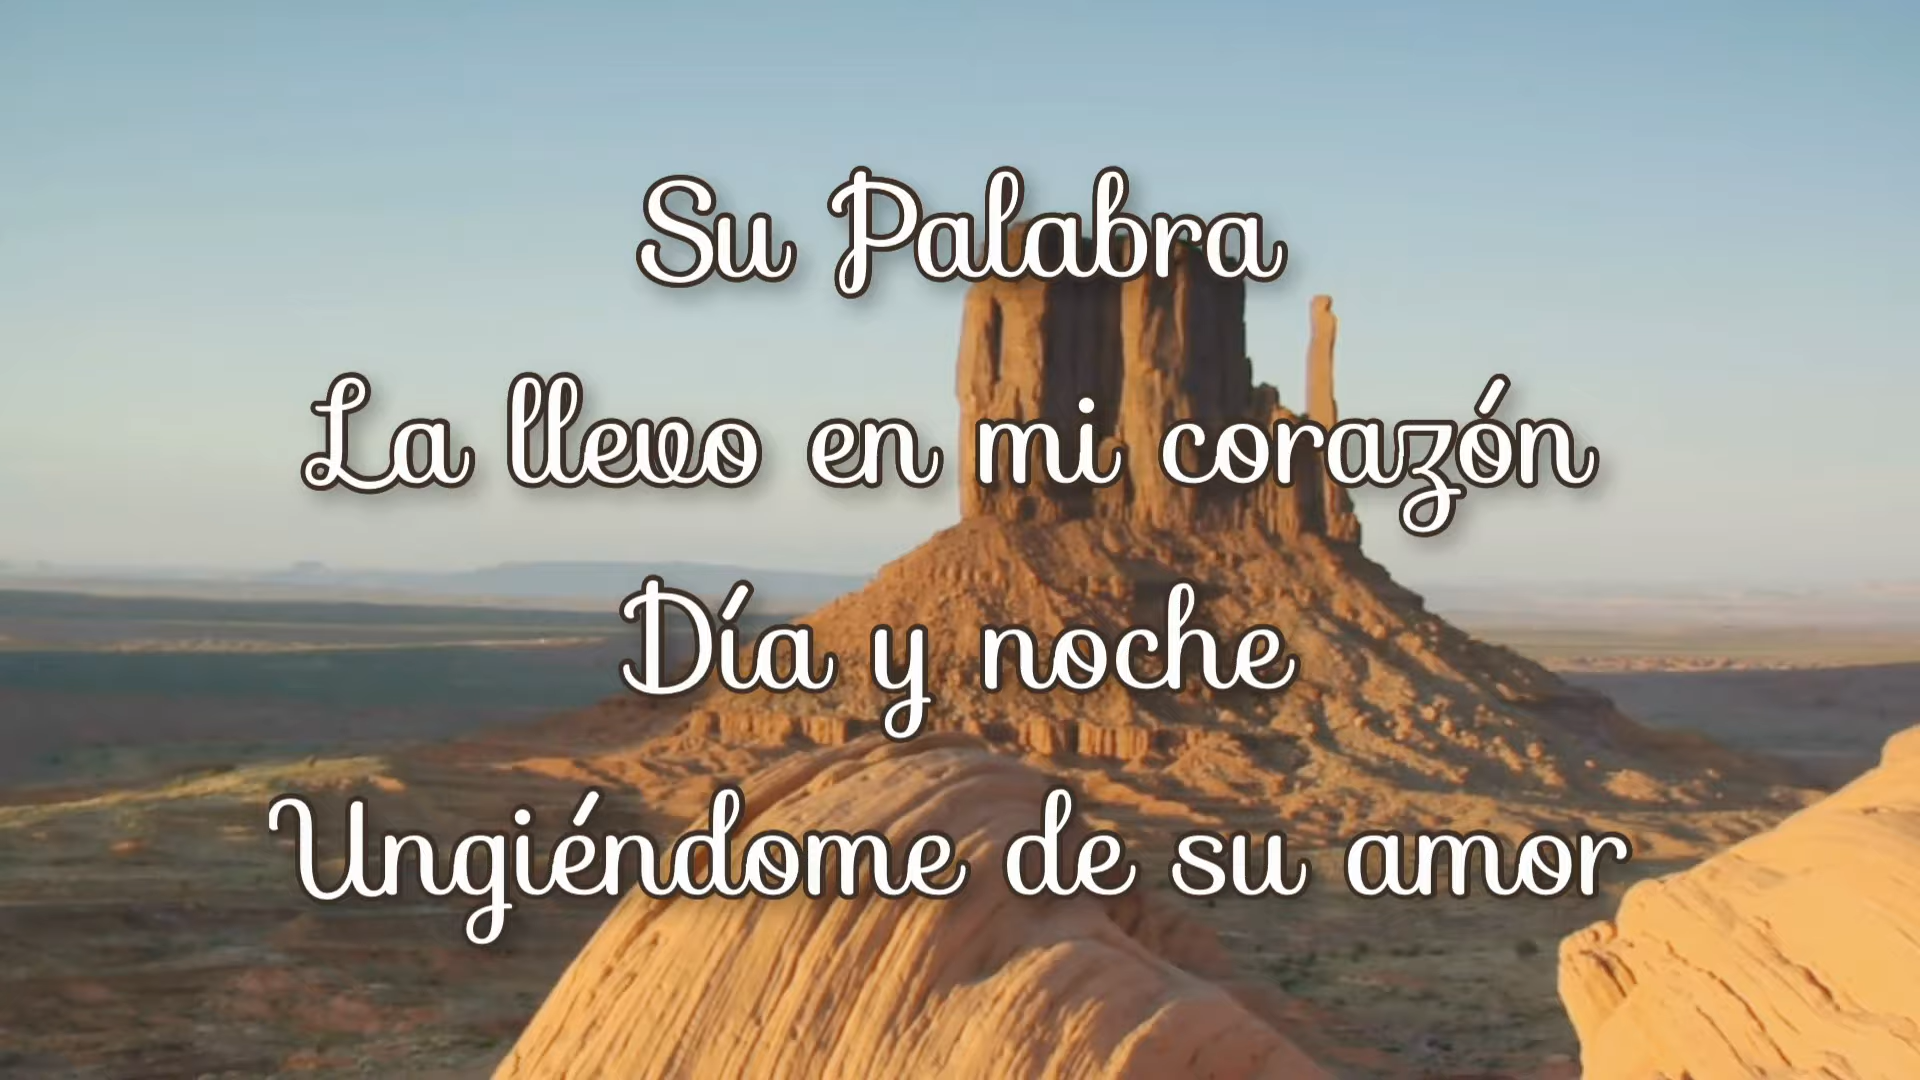 Su Palabra
La llevo en mi corazón
Día y noche
Ungiéndome de su amor